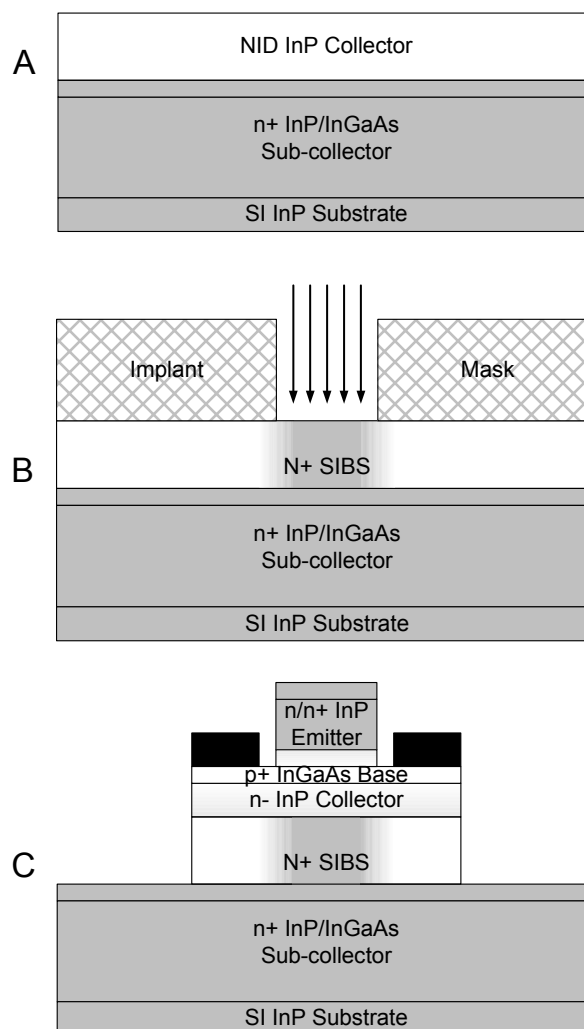 A
NID InP Collector
n+ InP/InGaAs
Sub-collector
SI InP Substrate
Implant
Mask
B
N+ SIBS
n+ InP/InGaAs
Sub-collector
SI InP Substrate
n/n+ InP
Emitter
p+ InGaAs Base
n- InP Collector
C
N+ SIBS
n+ InP/InGaAs
Sub-collector
SI InP Substrate